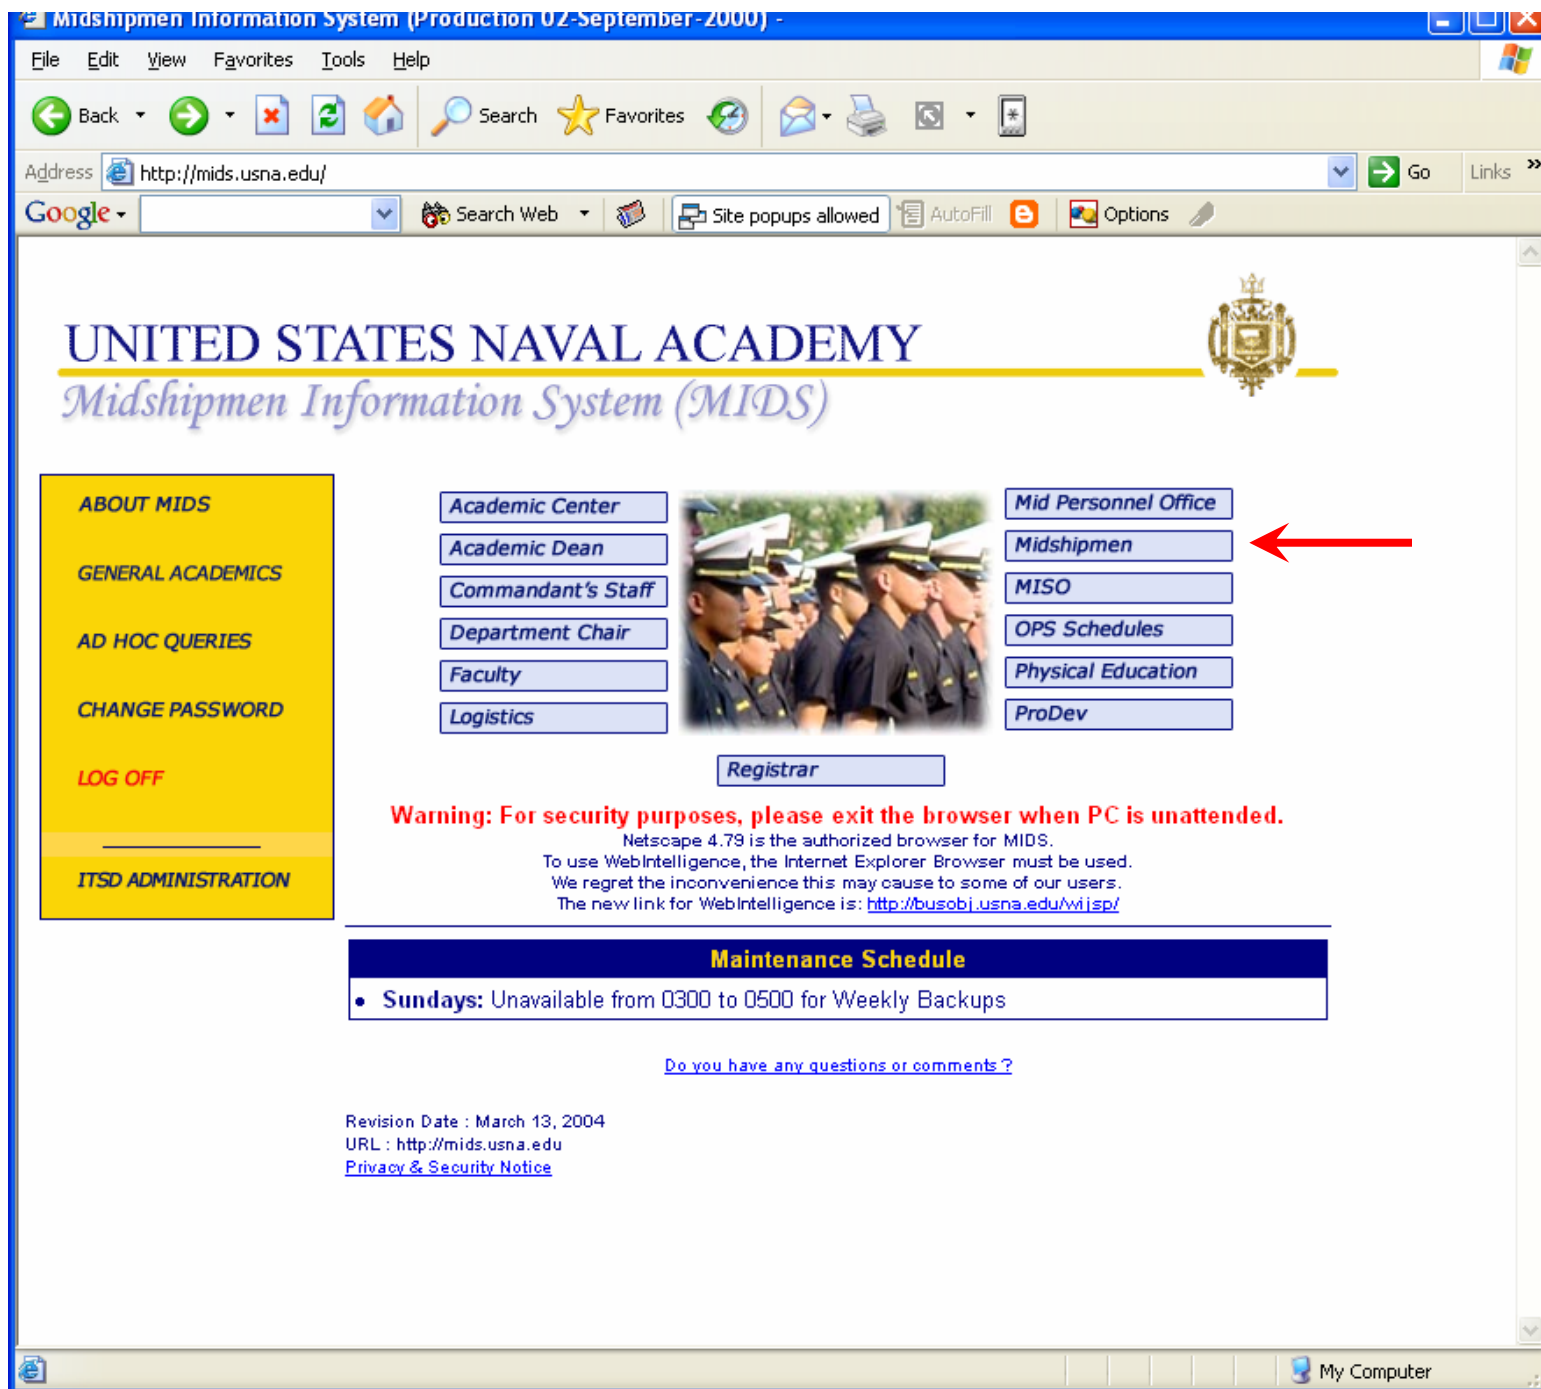 Midshipmen Information System (Production 02-September-2000) -
File Edit View Favorites Tools Help
Back Search Favorites
Address http://mids.usna.edu/ Go Links »
Google Search Web Site popups allowed AutoFill Options
UNITED STATES NAVAL ACADEMY
Midshipmen Information System (MIDS)
ABOUT MIDS
GENERAL ACADEMICS
AD HOC QUERIES
CHANGE PASSWORD
LOG OFF
ITSD ADMINISTRATION
Academic Center
Academic Dean
Commandant's Staff
Department Chair
Faculty
Logistics
Mid Personnel Office
Midshipmen
MISO
OPS Schedules
Physical Education
ProDev
Registrar
Warning: For security purposes, please exit the browser when PC is unattended.
Netscape 4.79 is the authorized browser for MIDS.
To use WebIntelligence, the Internet Explorer Browser must be used.
We regret the inconvenience this may cause to some of our users.
The new link for WebIntelligence is: http://busobj.usna.edu/wijsp/
Maintenance Schedule
• Sundays: Unavailable from 0300 to 0500 for Weekly Backups
Do you have any questions or comments ?
Revision Date : March 13, 2004
URL : http://mids.usna.edu
Privacy & Security Notice
My Computer